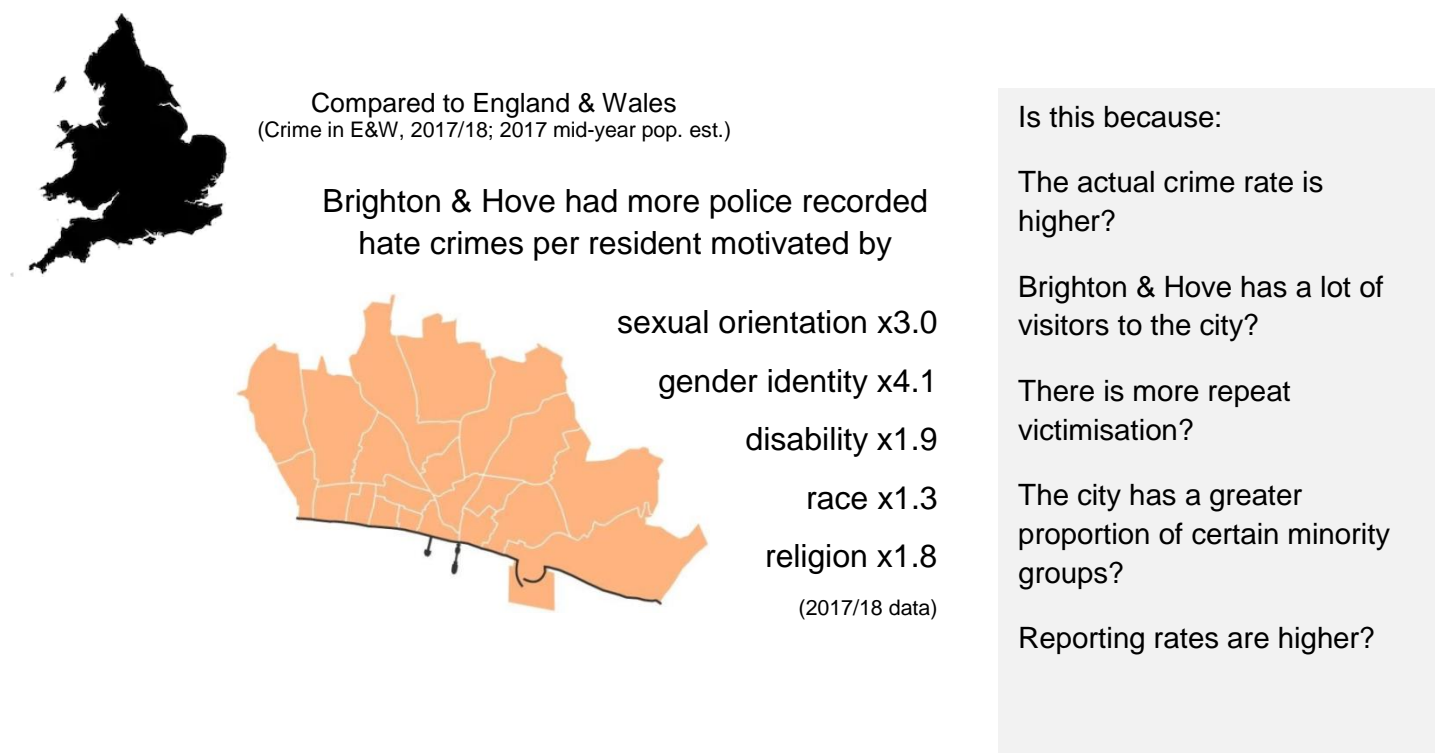 Compared to England & Wales
(Crime in E&W, 2017/18; 2017 mid-year pop. est.)
Brighton & Hove had more police recorded
hate crimes per resident motivated by
sexual orientation x3.0
gender identity x4.1
disability x1.9
race x1.3
religion x1.8
(2017/18 data)
Is this because:
The actual crime rate is
higher?
Brighton & Hove has a lot of
visitors to the city?
There is more repeat
victimisation?
The city has a greater
proportion of certain minority
groups?
Reporting rates are higher?